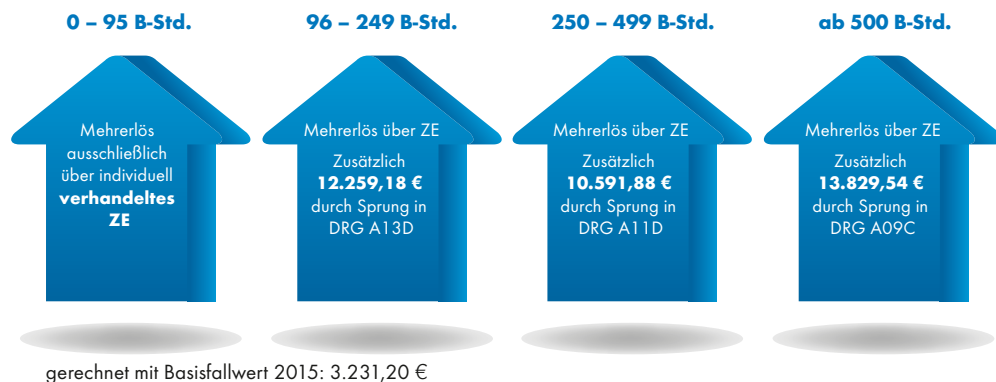 0 – 95 B-Std.
Mehrerlös
ausschließlich
über individuell
verhandeltes
ZE
96 – 249 B-Std.
Mehrerlös über ZE
Zusätzlich
12.259,18 €
durch Sprung in
DRG A13D
250 – 499 B-Std.
Mehrerlös über ZE
Zusätzlich
10.591,88 €
durch Sprung in
DRG A11D
ab 500 B-Std.
Mehrerlös über ZE
Zusätzlich
13.829,54 €
durch Sprung in
DRG A09C
gerechnet mit Basisfallwert 2015: 3.231,20 €